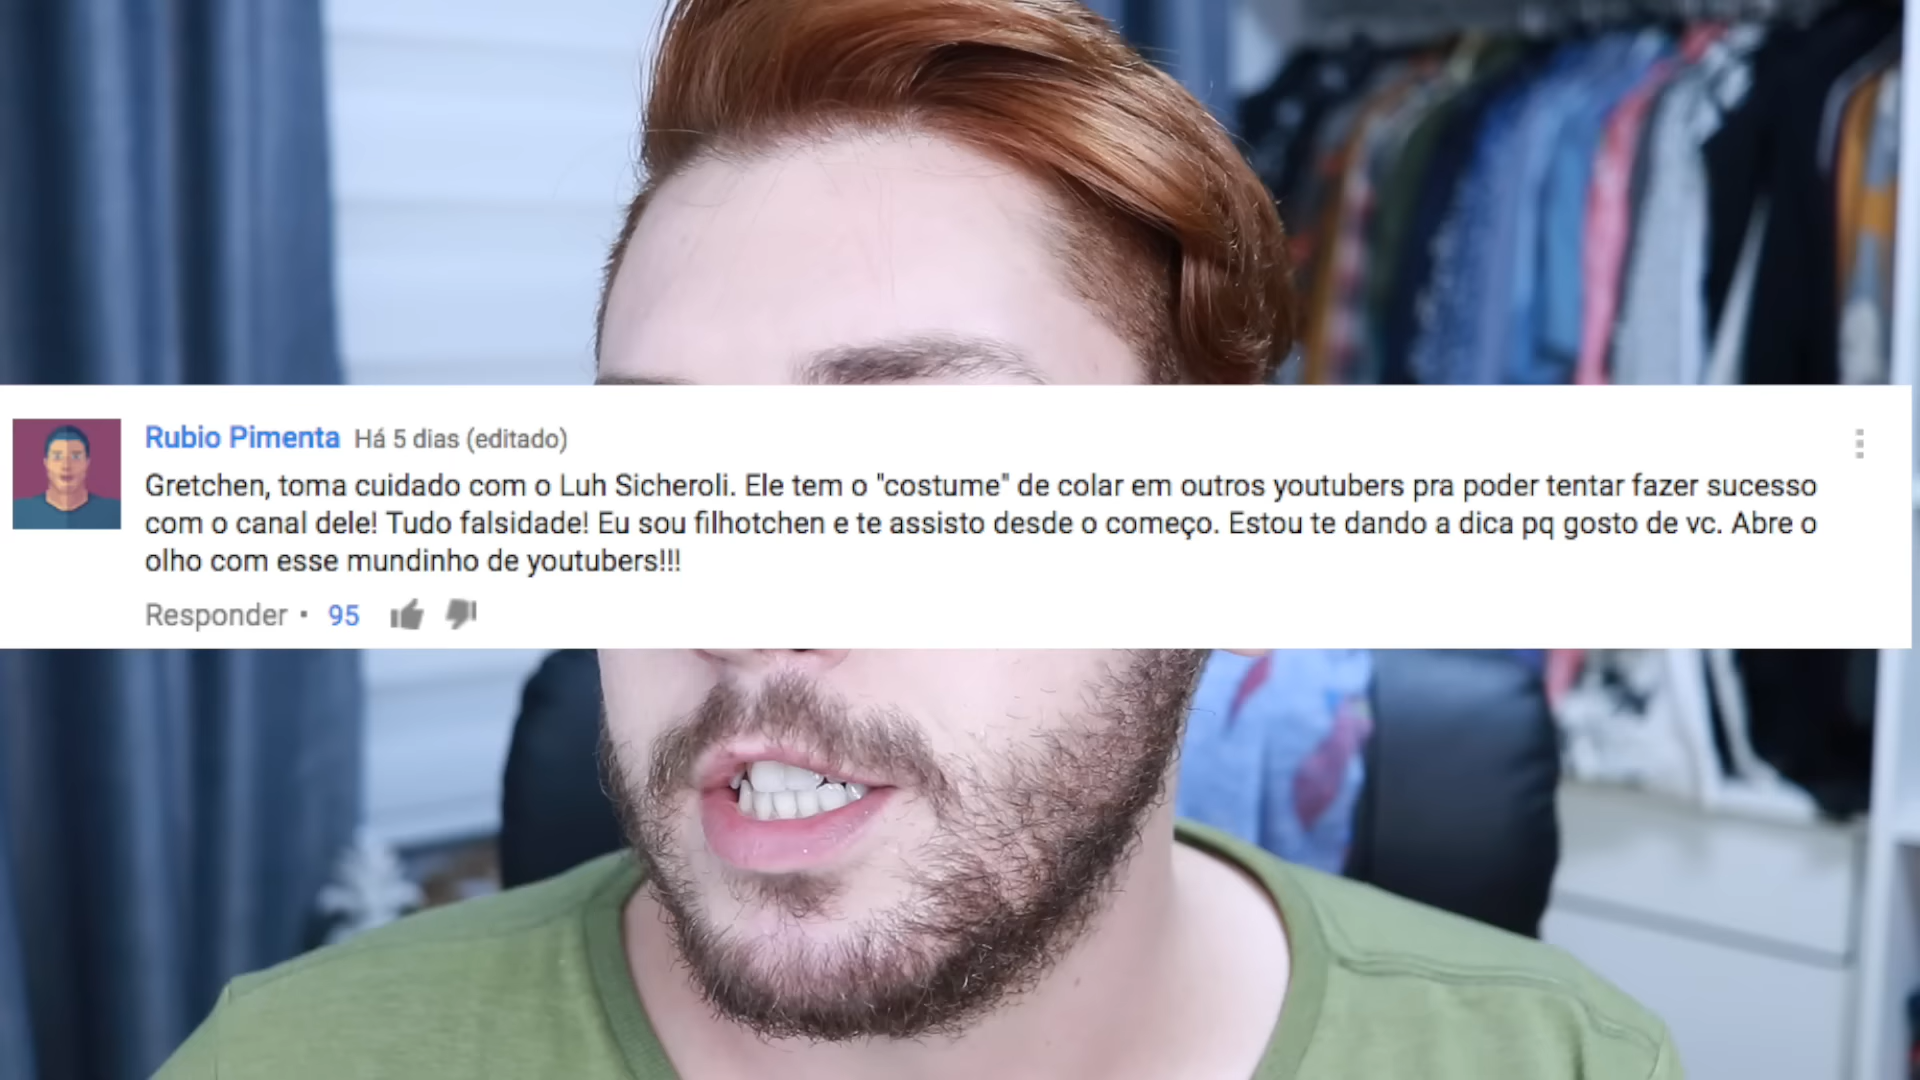 Rubio Pimenta Há 5 dias (editado)
Gretchen, toma cuidado com o Luh Sicheroli. Ele tem o "costume" de colar em outros youtubers pra poder tentar fazer sucesso
com o canal dele! Tudo falsidade! Eu sou filhotchen e te assisto desde o começo. Estou te dando a dica pq gosto de vc. Abre o
olho com esse mundinho de youtubers!!!
Responder • 95